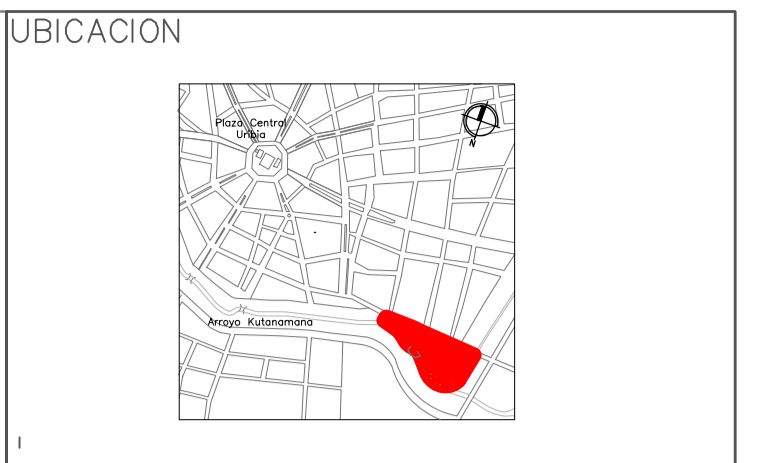 UBICACION
Plaza Central
Uribia
N
Arroyo Kutanamana